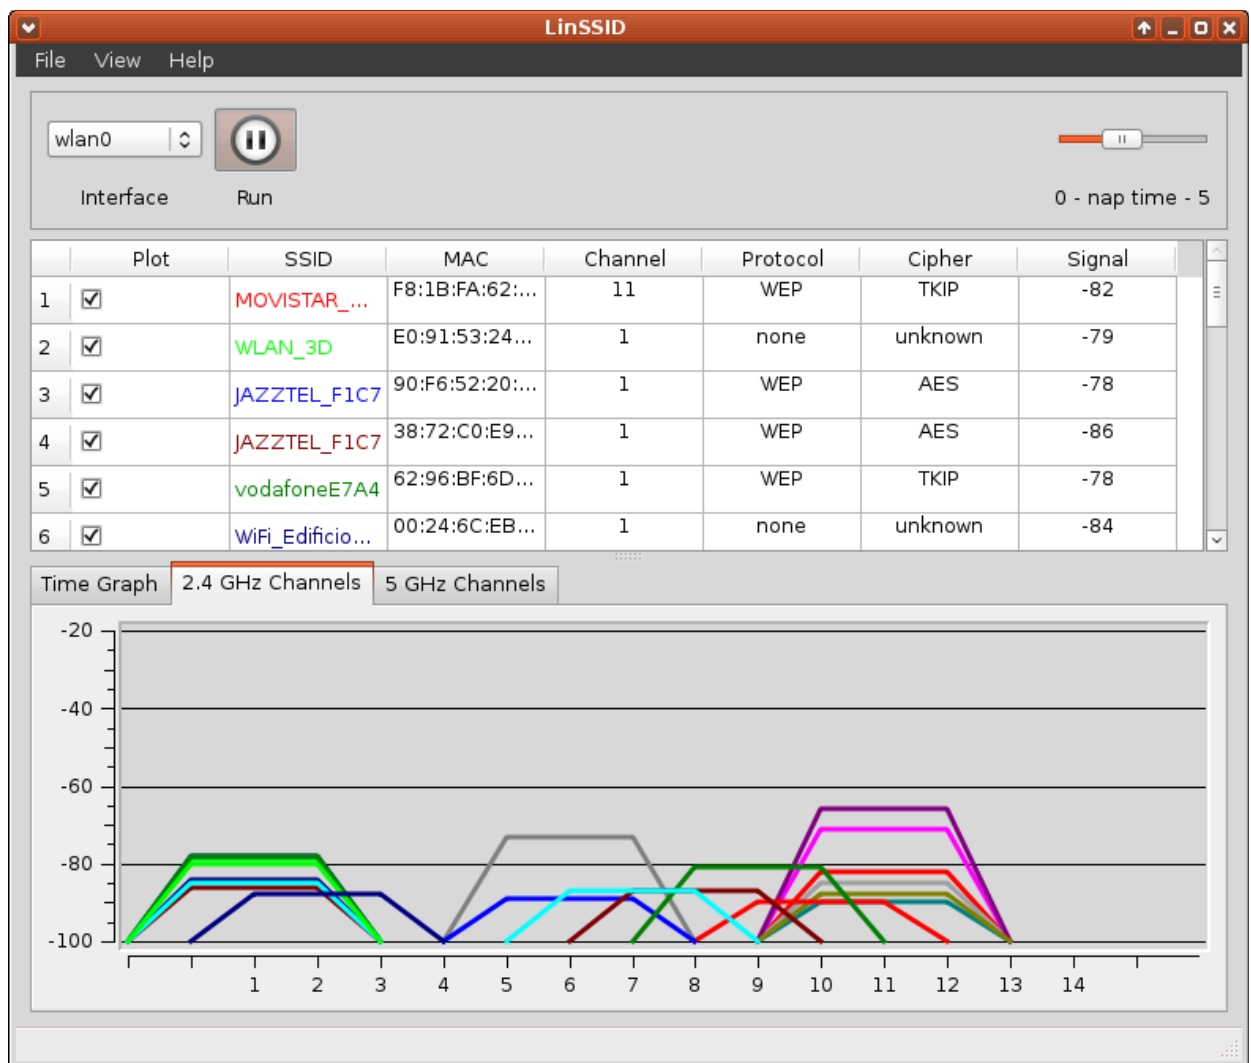 LinSSID
File View Help
wlan0
Interface Run 0 - nap time - 5
Plot SSID MAC Channel Protocol Cipher Signal
1 MOVISTAR_... F8:1B:FA:62:... 11 WEP TKIP -82
2 WLAN_3D E0:91:53:24... 1 none unknown -79
3 JAZZTEL_F1C7 90:F6:52:20:... 1 WEP AES -78
4 JAZZTEL_F1C7 38:72:C0:E9... 1 WEP AES -86
5 vodafoneE7A4 62:96:BF:6D... 1 WEP TKIP -78
6 WiFi_Edificio... 00:24:6C:EB... 1 none unknown -84
Time Graph 2.4 GHz Channels 5 GHz Channels
-20
-40
-60
-80
-100
1 2 3 4 5 6 7 8 9 10 11 12 13 14